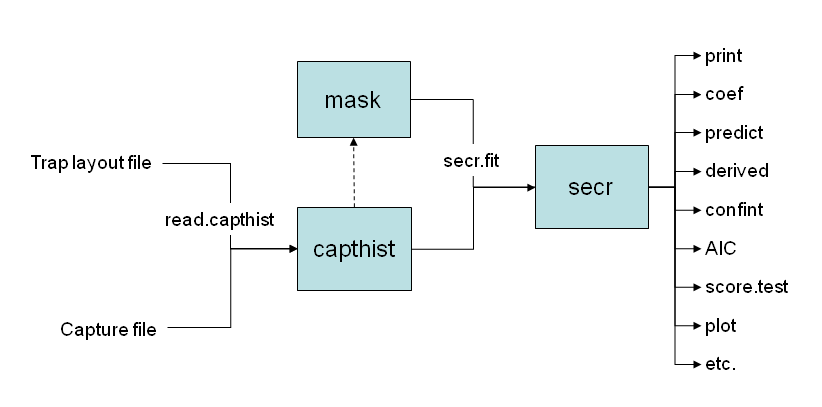 Trap layout file
Capture file
read.capthist
mask
capthist
secr.fit
secr
print
coef
predict
derived
confint
AIC
score.test
plot
etc.